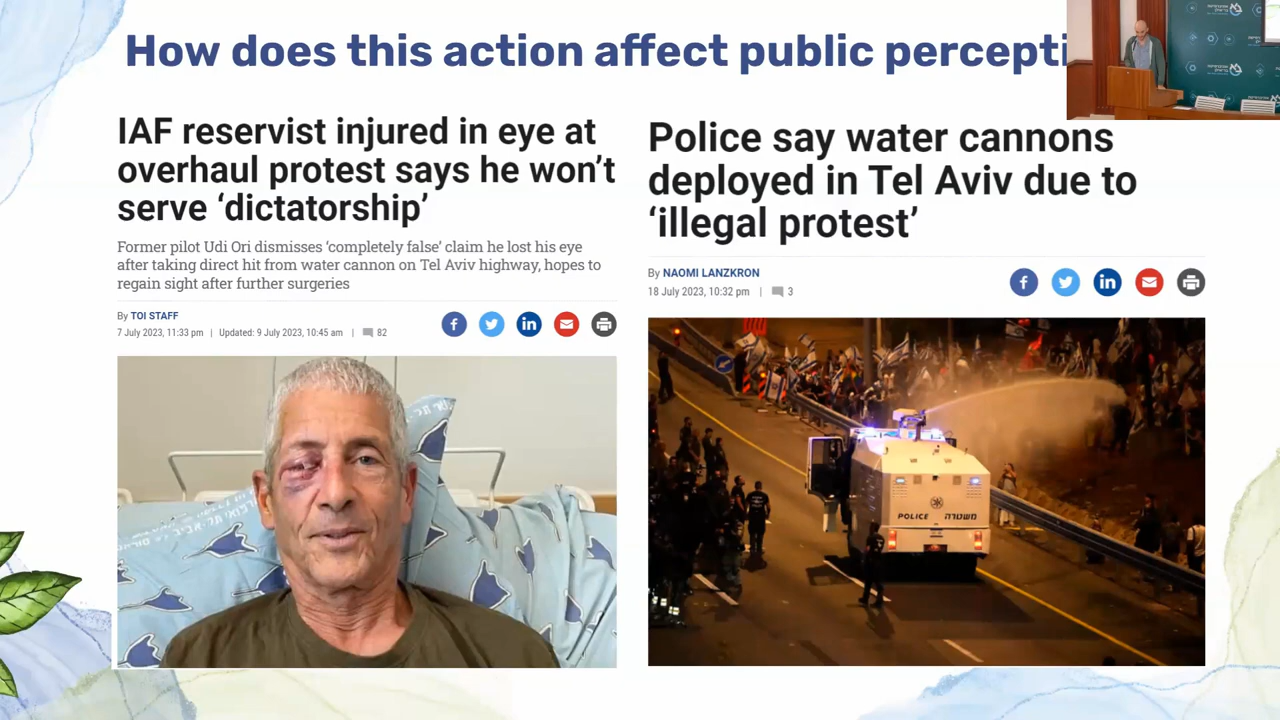 How does this action affect public percepti
IAF reservist injured in eye at
overhaul protest says he won't
serve 'dictatorship'
Former pilot Udi Ori dismisses 'completely false' claim he lost his eye
after taking direct hit from water cannon on Tel Aviv highway, hopes to
regain sight after further surgeries
By TOI STAFF
7 July 2023, 11:33 pm | Updated: 9 July 2023, 10:45 am | 82
Police say water cannons
deployed in Tel Aviv due to
'illegal protest'
By NAOMI LANZKRON
18 July 2023, 10:32 pm | 3
POLICE משטרה